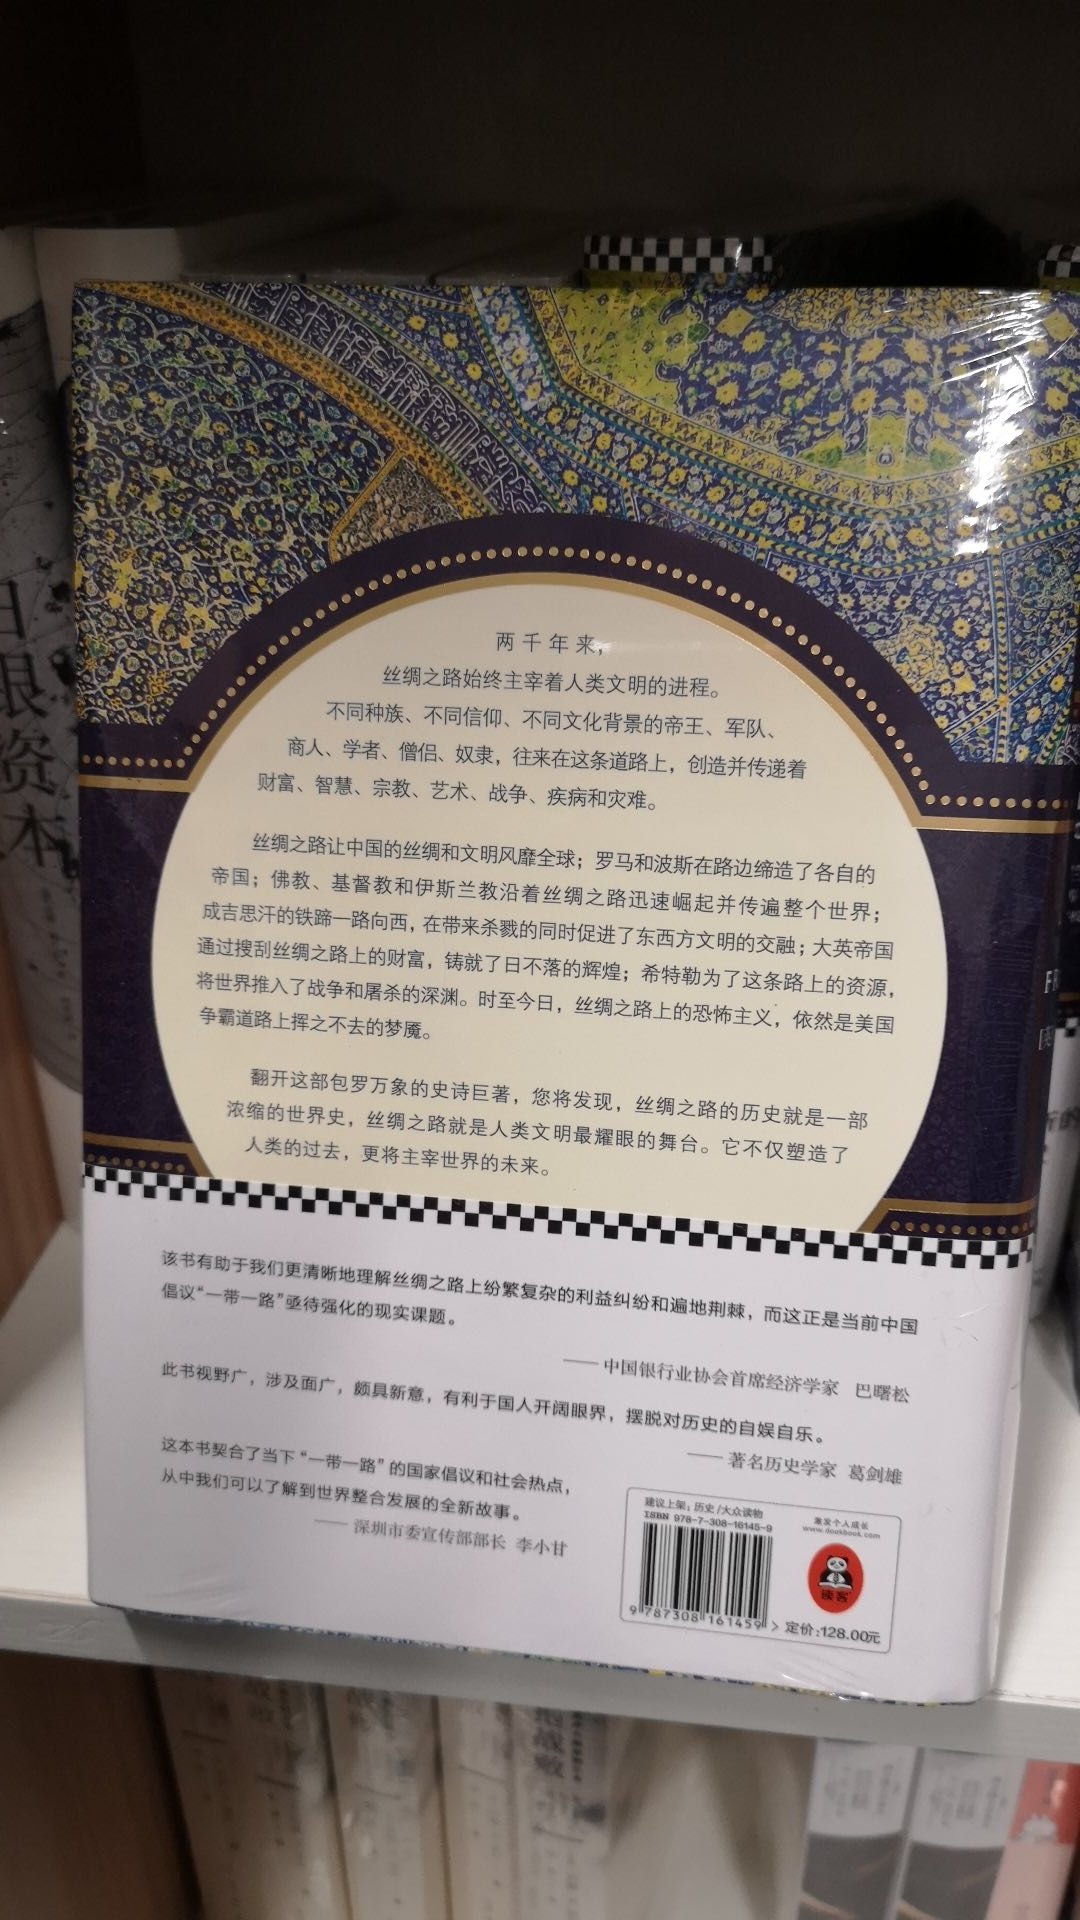 两千年来，
丝绸之路始终主宰着人类文明的进程。
不同种族、不同信仰、不同文化背景的帝王、军队、
商人、学者、僧侣、奴隶，往来在这条道路上，创造并传递着
财富、智慧、宗教、艺术、战争、疾病和灾难。
丝绸之路让中国的丝绸和文明风靡全球；罗马和波斯在路边缔造了各自的
帝国；佛教、基督教和伊斯兰教沿着丝绸之路迅速崛起并传遍整个世界；
成吉思汗的铁蹄一路向西，在带来杀戮的同时促进了东西方文明的交融；大英帝国
通过搜刮丝绸之路上的财富，铸就了日不落的辉煌；希特勒为了这条路上的资源，
将世界推入了战争和屠杀的深渊。时至今日，丝绸之路上的恐怖主义，依然是美国
争霸道路上挥之不去的梦魇。
翻开这部包罗万象的史诗巨著，您将发现，丝绸之路的历史就是一部
浓缩的世界史，丝绸之路就是人类文明最耀眼的舞台。它不仅塑造了
人类的过去，更将主宰世界的未来。
该书有助于我们更清晰地理解丝绸之路上纷繁复杂的利益纠纷和遍地荆棘，而这正是当前中国
倡议“一带一路”亟待强化的现实课题。
——中国银行业协会首席经济学家 巴曙松
此书视野广，涉及面广，颇具新意，有利于国人开阔眼界，摆脱对历史的自娱自乐。
——著名历史学家 葛剑雄
这本书契合了当下“一带一路”的国家倡议和社会热点，
从中我们可以了解到世界整合发展的全新故事。
——深圳市委宣传部部长 李小甘
建议上架：历史/大众读物
ISBN 978-7-308-16145-9
激发个人成长
www.dookbook.com
读客
9 787308 161459 >
定价:128.00元
银资本
FR